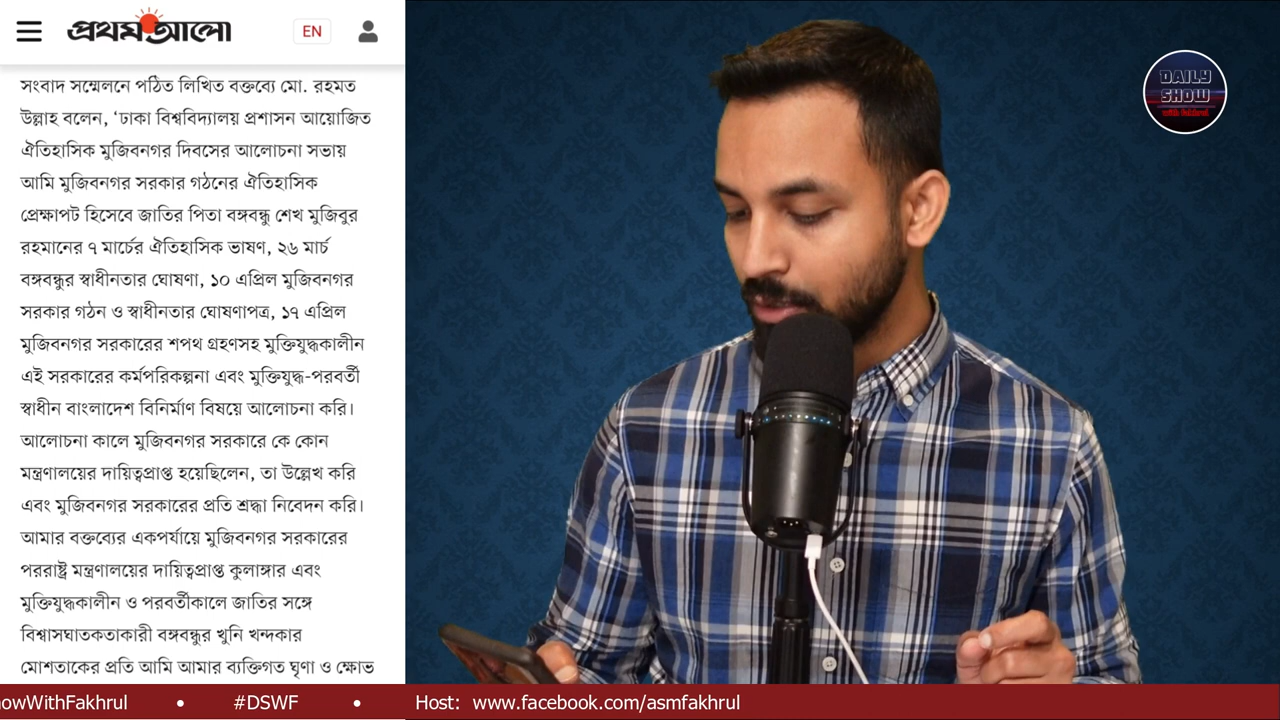 প্রথম আলো
EN
সংবাদ সম্মেলনে পঠিত লিখিত বক্তব্যে মো. রহমত
উল্লাহ বলেন, ‘ঢাকা বিশ্ববিদ্যালয় প্রশাসন আয়োজিত
ঐতিহাসিক মুজিবনগর দিবসের আলোচনা সভায়
আমি মুজিবনগর সরকার গঠনের ঐতিহাসিক
প্রেক্ষাপট হিসেবে জাতির পিতা বঙ্গবন্ধু শেখ মুজিবুর
রহমানের ৭ মার্চের ঐতিহাসিক ভাষণ, ২৬ মার্চ
বঙ্গবন্ধুর স্বাধীনতার ঘোষণা, ১০ এপ্রিল মুজিবনগর
সরকার গঠন ও স্বাধীনতার ঘোষণাপত্র, ১৭ এপ্রিল
মুজিবনগর সরকারের শপথ গ্রহণসহ মুক্তিযুদ্ধকালীন
এই সরকারের কর্মপরিকল্পনা এবং মুক্তিযুদ্ধ-পরবর্তী
স্বাধীন বাংলাদেশ বিনির্মাণ বিষয়ে আলোচনা করি।
আলোচনা কালে মুজিবনগর সরকারে কে কোন
মন্ত্রণালয়ের দায়িত্বপ্রাপ্ত হয়েছিলেন, তা উল্লেখ করি
এবং মুজিবনগর সরকারের প্রতি শ্রদ্ধা নিবেদন করি।
আমার বক্তব্যের একপর্যায়ে মুজিবনগর সরকারের
পররাষ্ট্র মন্ত্রণালয়ের দায়িত্বপ্রাপ্ত কুলাঙ্গার এবং
মুক্তিযুদ্ধকালীন ও পরবর্তীকালে জাতির সঙ্গে
বিশ্বাসঘাতকতাকারী বঙ্গবন্ধুর খুনি খন্দকার
মোশতাকের প্রতি আমি আমার ব্যক্তিগত ঘৃণা ও ক্ষোভ
DAILY
SHOW
with Fakhrul
owWithFakhrul • #DSWF • Host: www.facebook.com/asmfakhrul